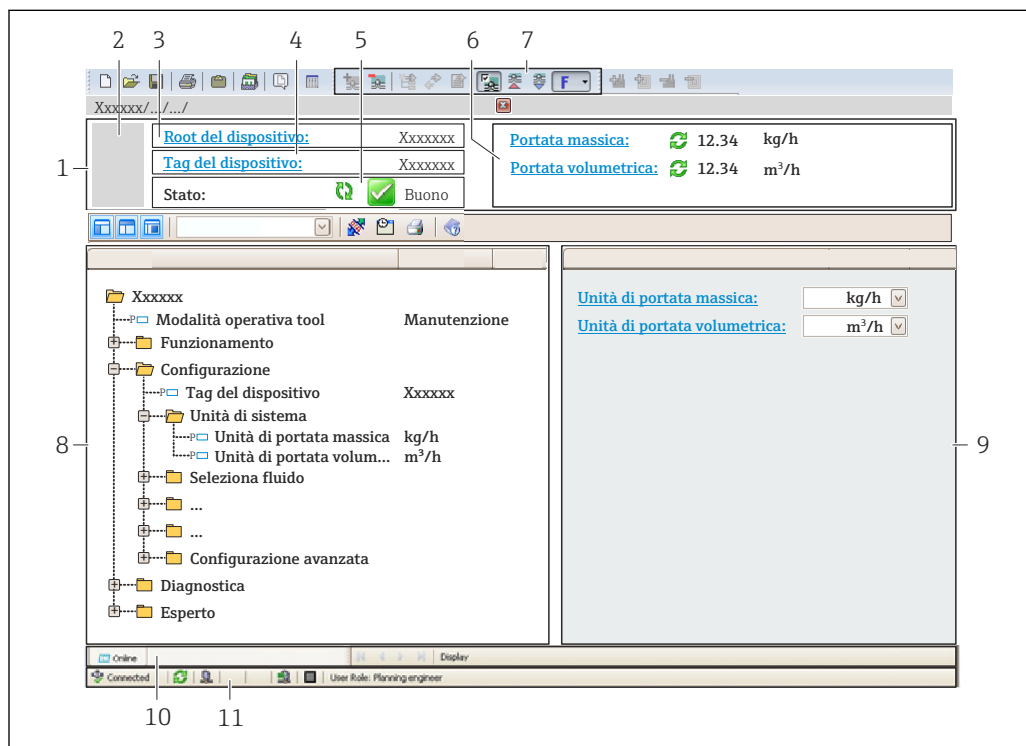 2 3 4 5 6 7
F
Xxxxxx/.../.../
1
Root del dispositivo: Xxxxxxx
Tag del dispositivo: Xxxxxxx
Stato: Buono
Portata massica: 12.34 kg/h
Portata volumetrica: 12.34 m³/h
Xxxxxx
P Modalità operativa tool Manutenzione
Funzionamento
Configurazione
P Tag del dispositivo Xxxxxx
Unità di sistema
P Unità di portata massica kg/h
P Unità di portata volum... m³/h
Seleziona fluido
...
...
Configurazione avanzata
Diagnostica
Esperto
8
Unità di portata massica: kg/h
Unità di portata volumetrica: m³/h
9
Online Display
Connected User Role: Planning engineer
10 11